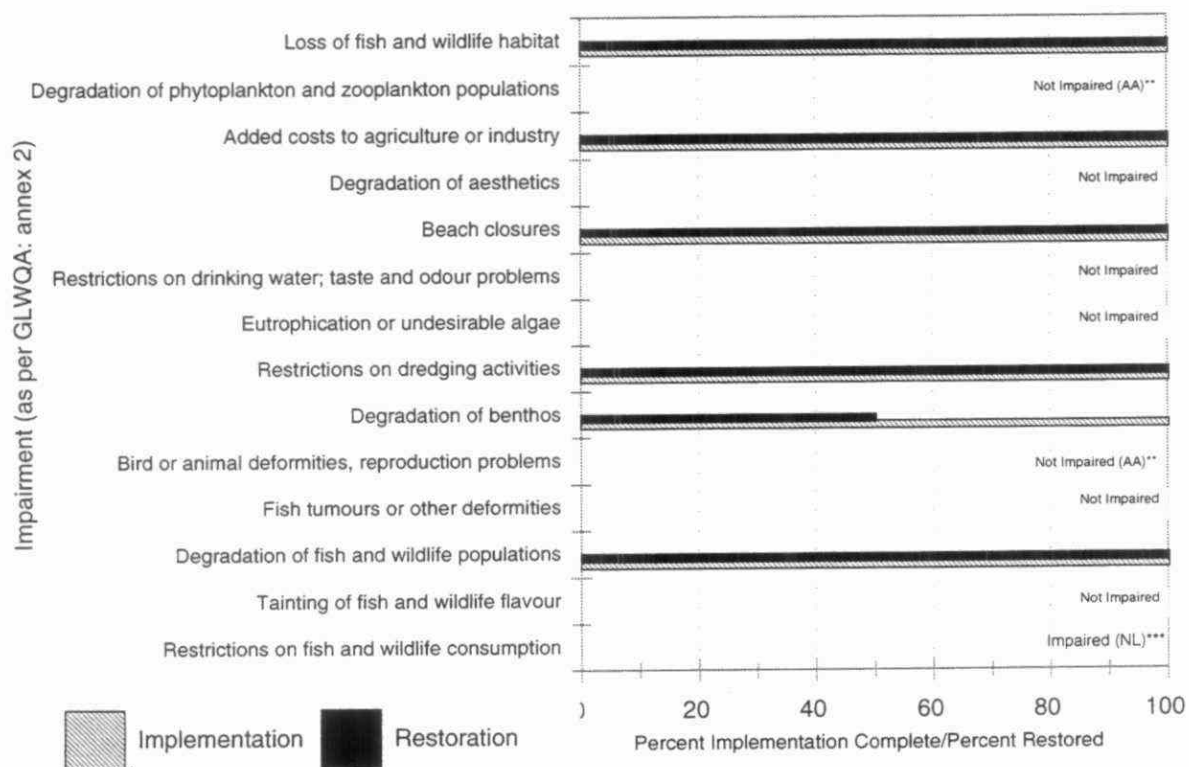 Impairment (as per GLWQA: annex 2)
Loss of fish and wildlife habitat
Degradation of phytoplankton and zooplankton populations Not Impaired (AA)**
Added costs to agriculture or industry
Degradation of aesthetics Not Impaired
Beach closures
Restrictions on drinking water; taste and odour problems Not Impaired
Eutrophication or undesirable algae Not Impaired
Restrictions on dredging activities
Degradation of benthos
Bird or animal deformities, reproduction problems Not Impaired (AA)**
Fish tumours or other deformities Not Impaired
Degradation of fish and wildlife populations
Tainting of fish and wildlife flavour Not Impaired
Restrictions on fish and wildlife consumption Impaired (NL)***
20 40 60 80 100
Percent Implementation Complete/Percent Restored
Implementation Restoration